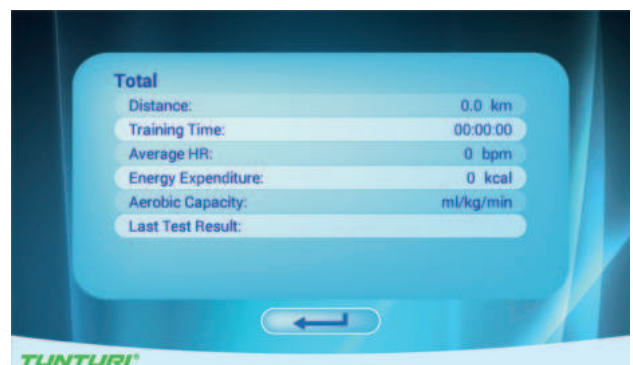 Total
Distance: 0.0 km
Training Time: 00:00:00
Average HR: 0 bpm
Energy Expenditure: 0 kcal
Aerobic Capacity: ml/kg/min
Last Test Result:
TUNTURI®